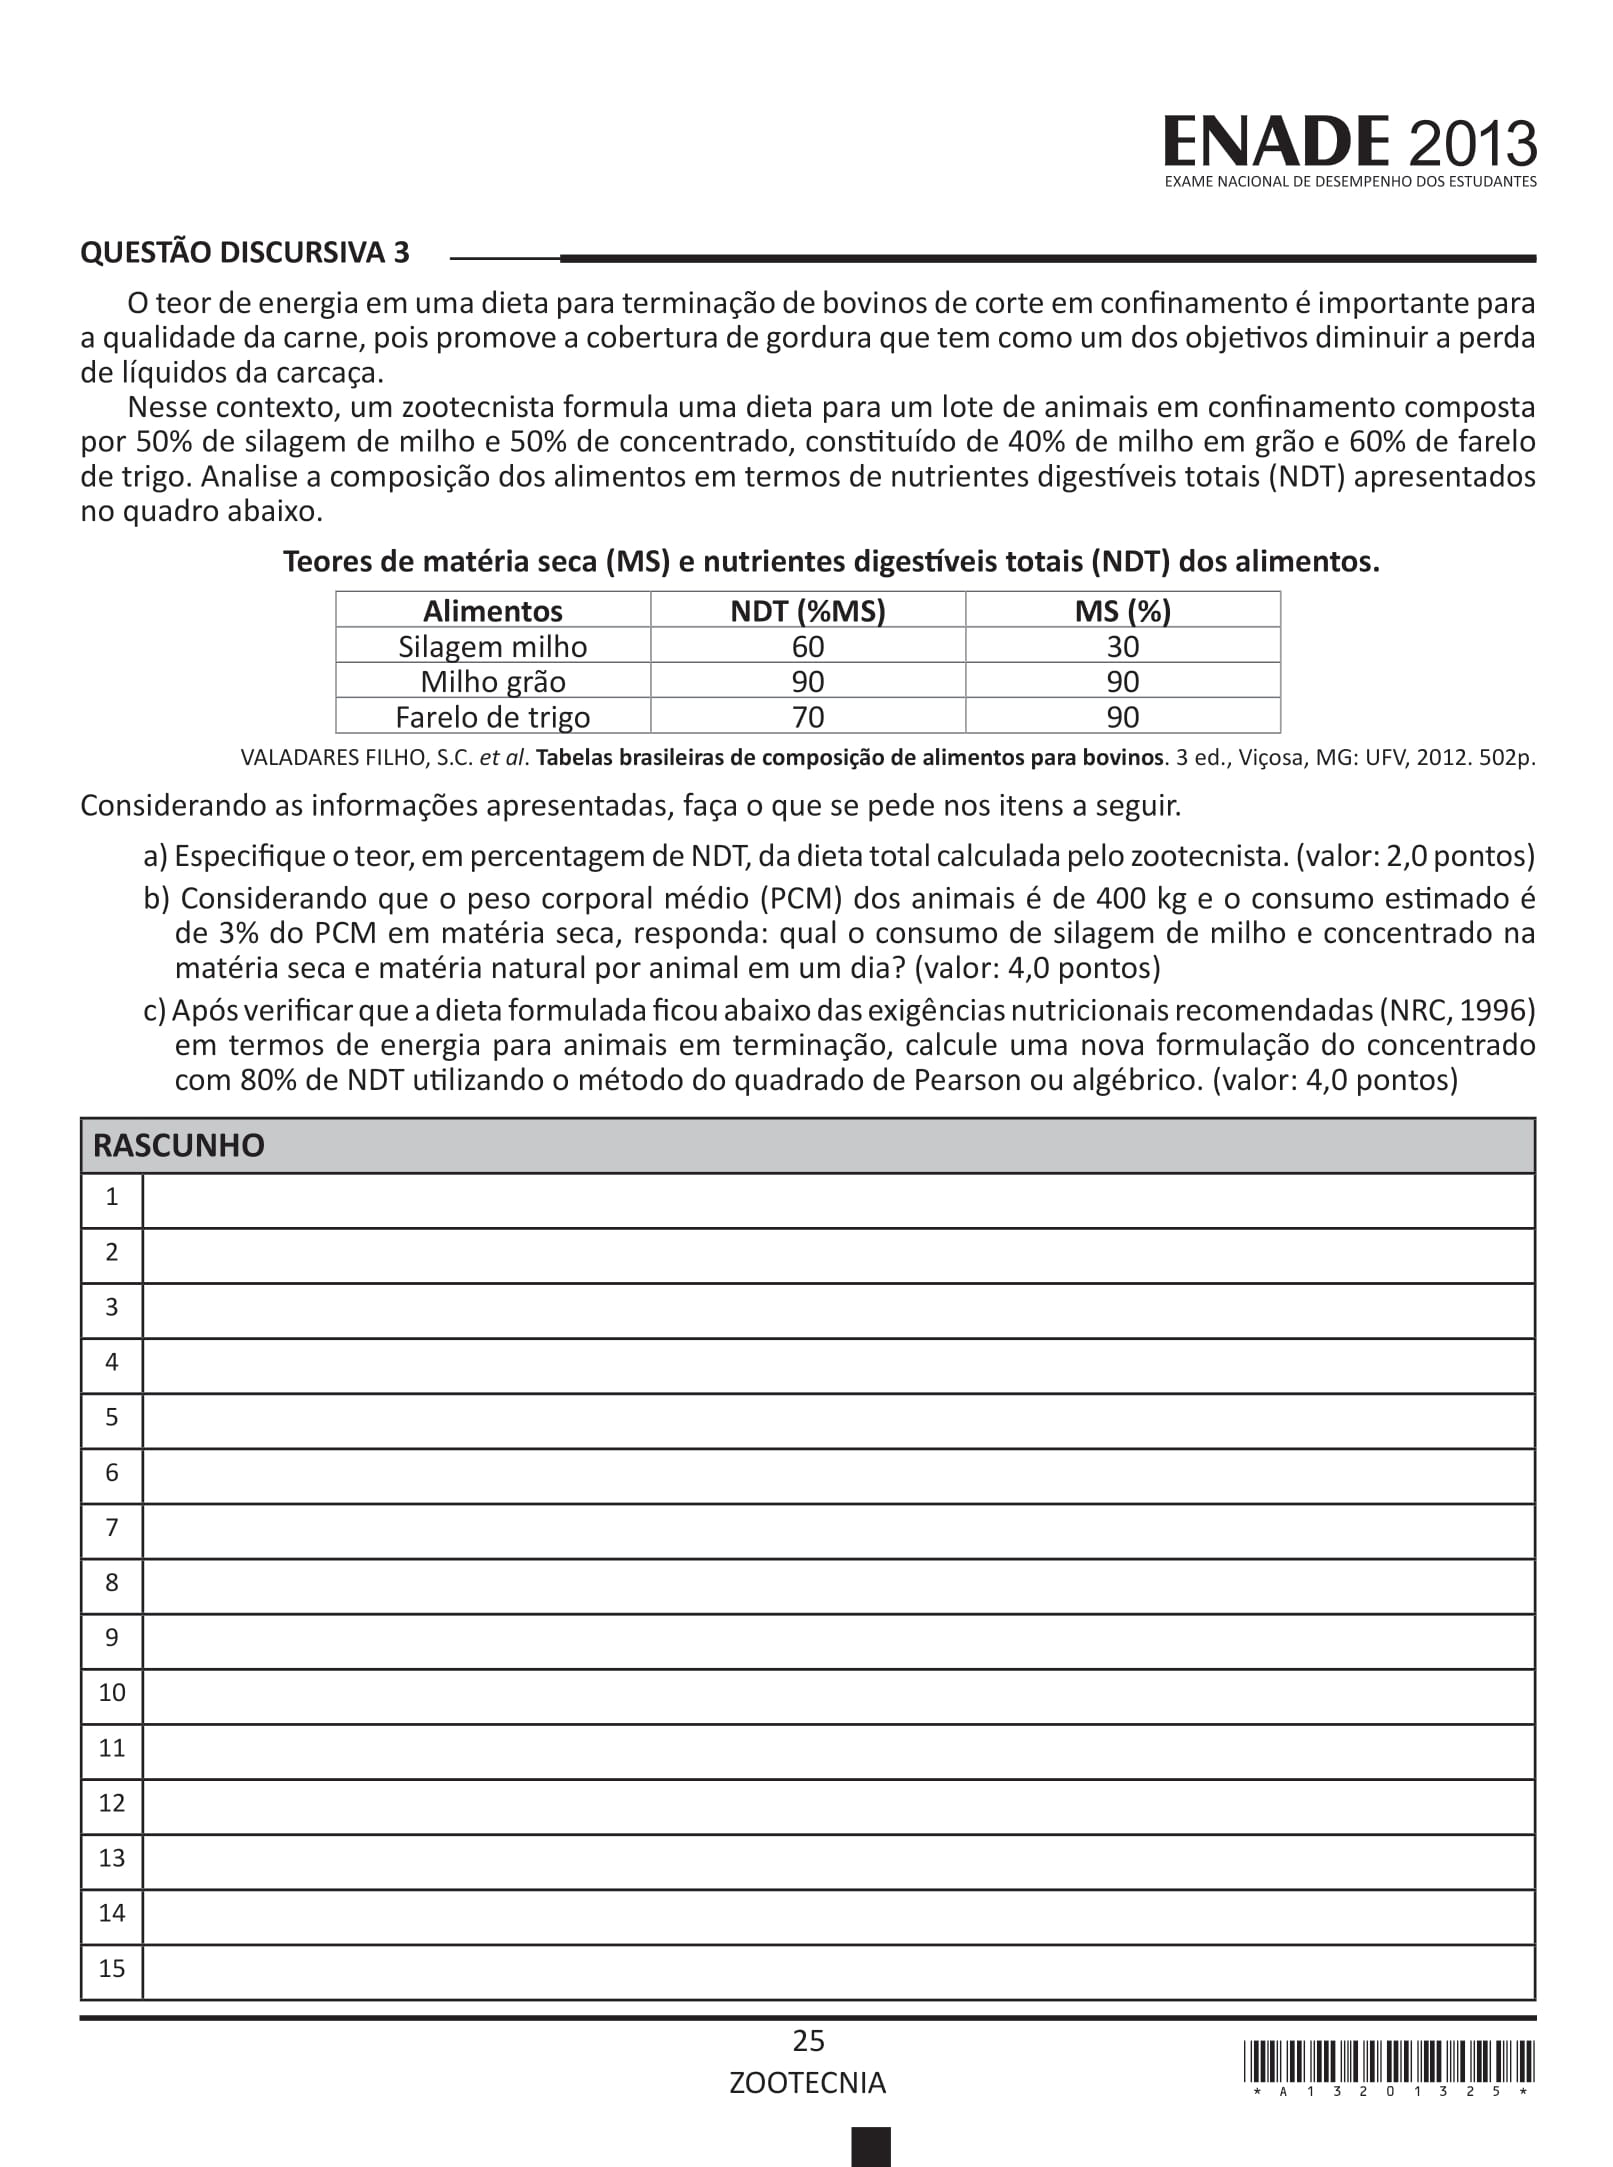 ENADE 2013
EXAME NACIONAL DE DESEMPENHO DOS ESTUDANTES
QUESTÃO DISCURSIVA 3
O teor de energia em uma dieta para terminação de bovinos de corte em confinamento é importante para
a qualidade da carne, pois promove a cobertura de gordura que tem como um dos objetivos diminuir a perda
de líquidos da carcaça.
Nesse contexto, um zootecnista formula uma dieta para um lote de animais em confinamento composta
por 50% de silagem de milho e 50% de concentrado, constituído de 40% de milho em grão e 60% de farelo
de trigo. Analise a composição dos alimentos em termos de nutrientes digestíveis totais (NDT) apresentados
no quadro abaixo.
Teores de matéria seca (MS) e nutrientes digestíveis totais (NDT) dos alimentos.
Alimentos NDT (%MS) MS (%)
Silagem milho 60 30
Milho grão 90 90
Farelo de trigo 70 90
VALADARES FILHO, S.C. et al. Tabelas brasileiras de composição de alimentos para bovinos. 3 ed., Viçosa, MG: UFV, 2012. 502p.
Considerando as informações apresentadas, faça o que se pede nos itens a seguir.
a) Especifique o teor, em percentagem de NDT, da dieta total calculada pelo zootecnista. (valor: 2,0 pontos)
b) Considerando que o peso corporal médio (PCM) dos animais é de 400 kg e o consumo estimado é
de 3% do PCM em matéria seca, responda: qual o consumo de silagem de milho e concentrado na
matéria seca e matéria natural por animal em um dia? (valor: 4,0 pontos)
c) Após verificar que a dieta formulada ficou abaixo das exigências nutricionais recomendadas (NRC, 1996)
em termos de energia para animais em terminação, calcule uma nova formulação do concentrado
com 80% de NDT utilizando o método do quadrado de Pearson ou algébrico. (valor: 4,0 pontos)
RASCUNHO
1
2
3
4
5
6
7
8
9
10
11
12
13
14
15
25
ZOOTECNIA
* A 1 3 2 0 1 3 2 5 *